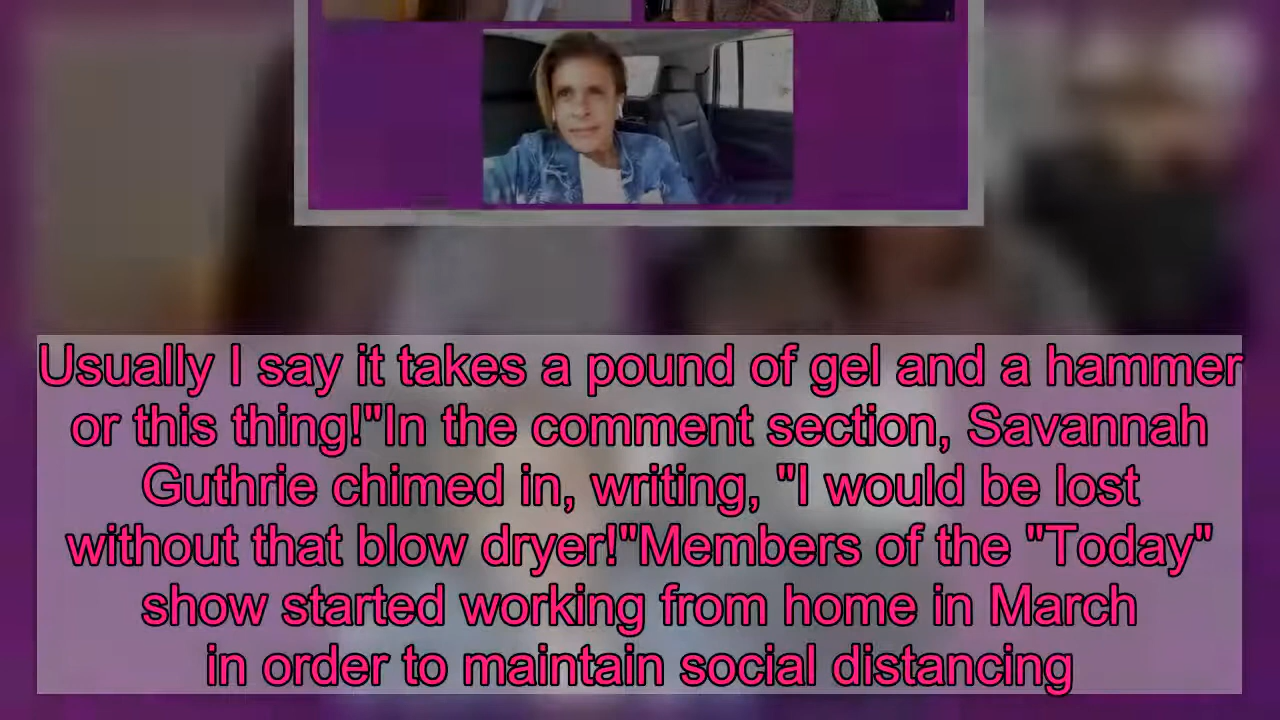 Usually I say it takes a pound of gel and a hammer
or this thing!"In the comment section, Savannah
Guthrie chimed in, writing, "I would be lost
without that blow dryer!"Members of the "Today"
show started working from home in March
in order to maintain social distancing